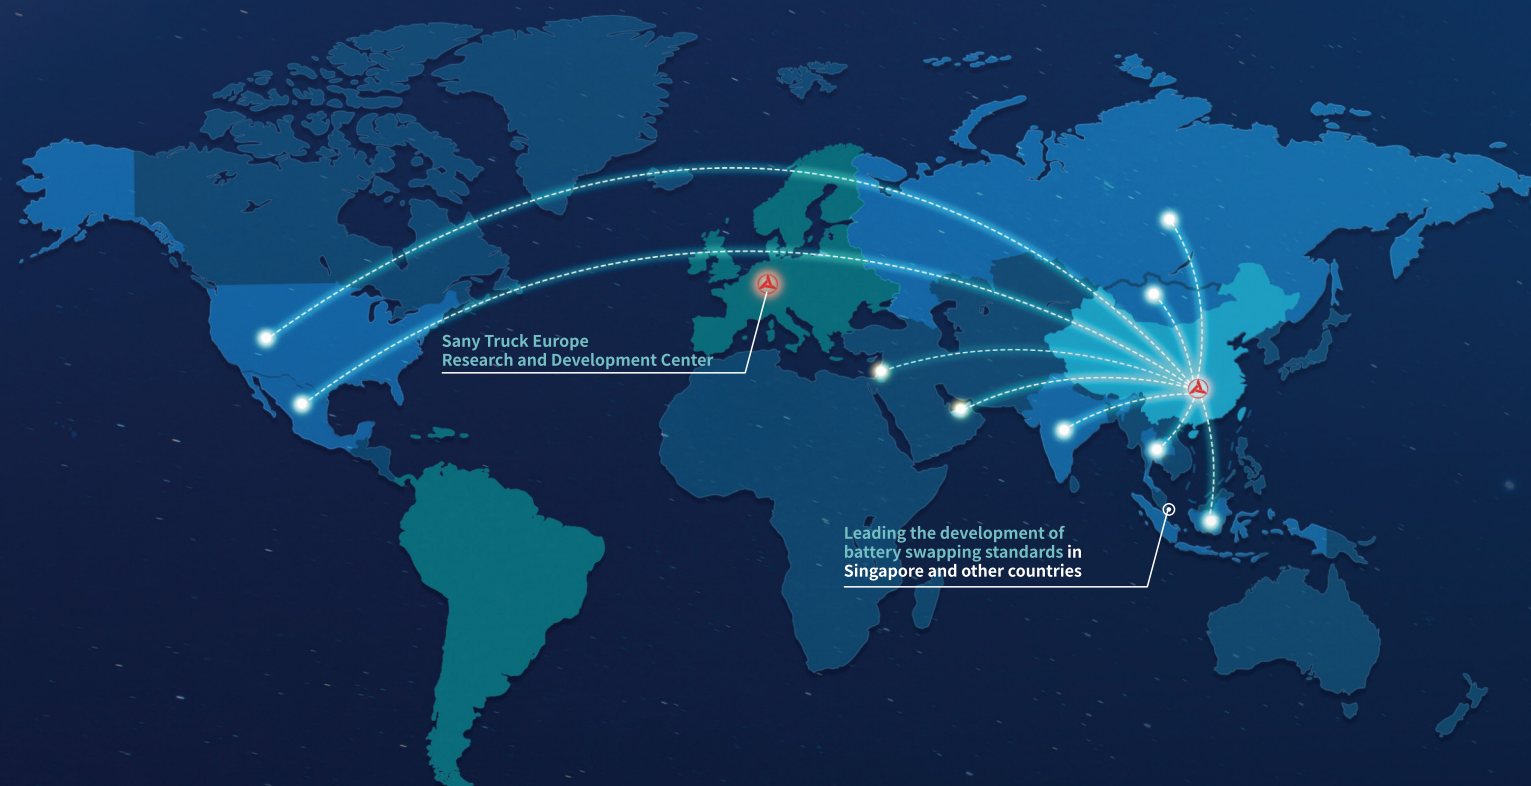 Sany Truck Europe
Research and Development Center
Leading the development of
battery swapping standards in
Singapore and other countries